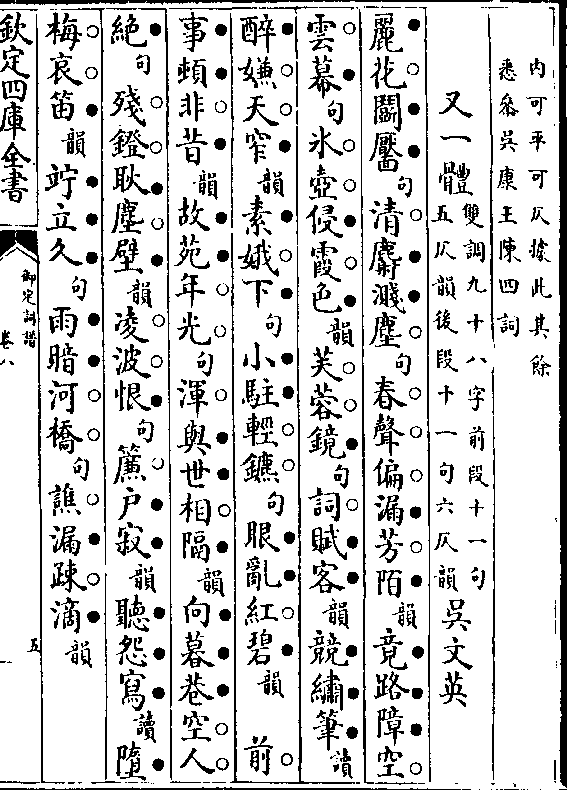 内可平可仄據此其餘
悉叅呉康王陳四詞
又一體 雙調九十八字前段十一句
五仄韻後段十一句六仄韻 呉文英
麗花鬬靨句清麝濺塵句春聲偏漏芳陌韻竟路障空
雲幕句氷壺侵霞色韻芙蓉鏡句詞賦客韻競繡筆讀
醉嫌天窄韻素娥下句小駐輕鑣句眼亂紅碧韻 前
事頓非昔韻故苑年光句渾與世相隔韻向暮巷空人
絶句殘鐙耿塵壁韻凌波恨句簾戸寂韻聽怨寫讀墮
梅哀笛韻竚立久句雨暗河橋句譙漏疎滴韻
欽定四庫全書
御定詞譜
卷八
五